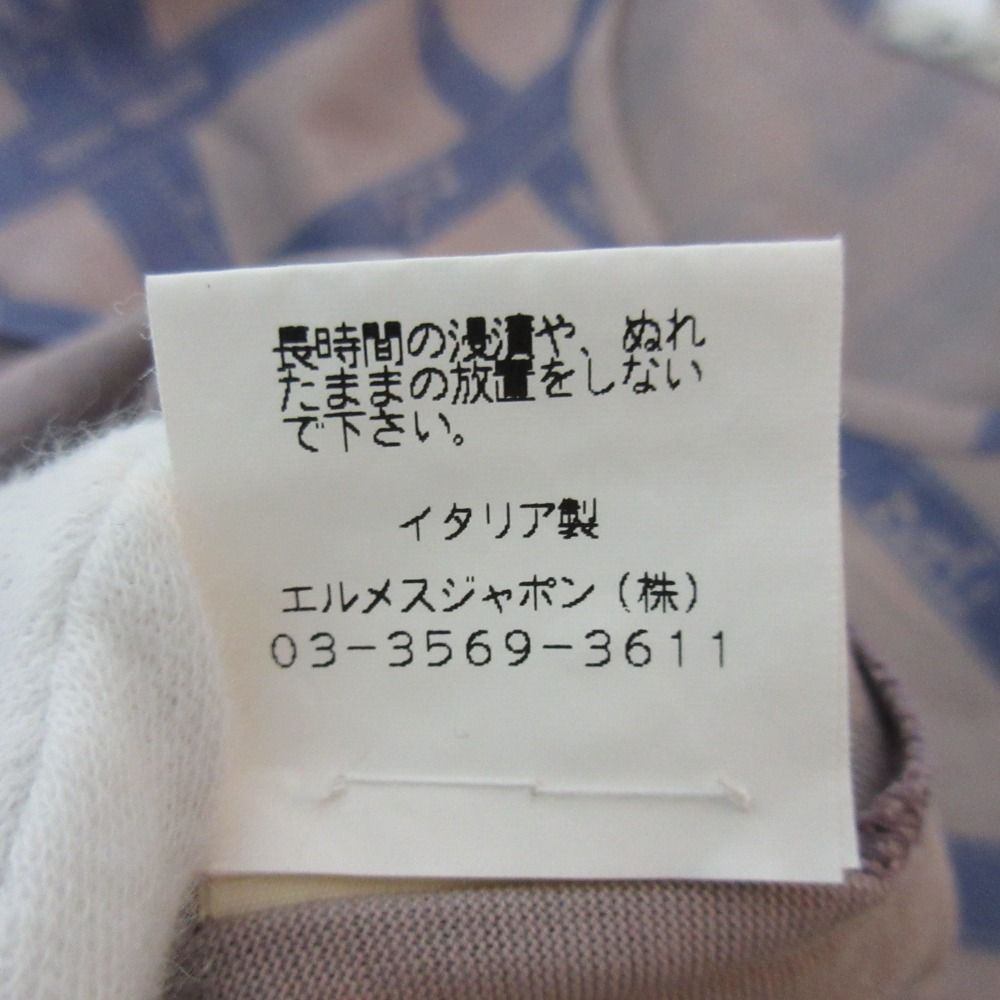 長時間の浸漬や、ぬれ
たままの放置をしない
で下さい。
イタリア製
エルメスジャポン(株)
03-3569-3611